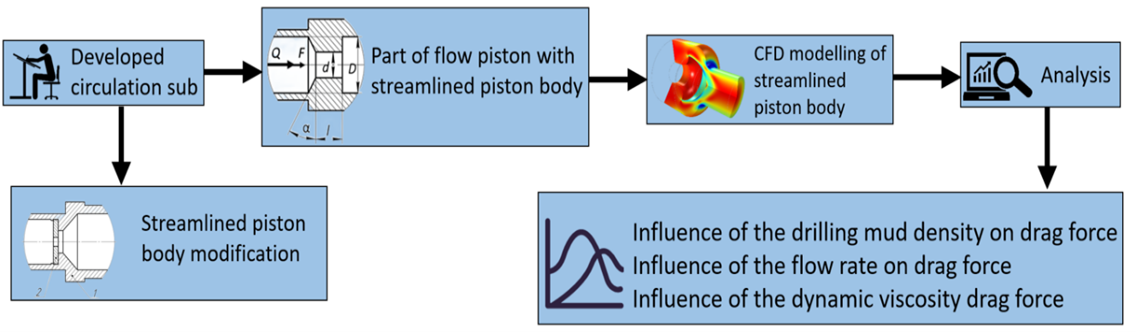 Developed
circulation sub
Q F d D
α l
Part of flow piston with
streamlined piston body
CFD modelling of
streamlined
piston body
Analysis
Streamlined piston
body modification
2 1
Influence of the drilling mud density on drag force
Influence of the flow rate on drag force
Influence of the dynamic viscosity drag force